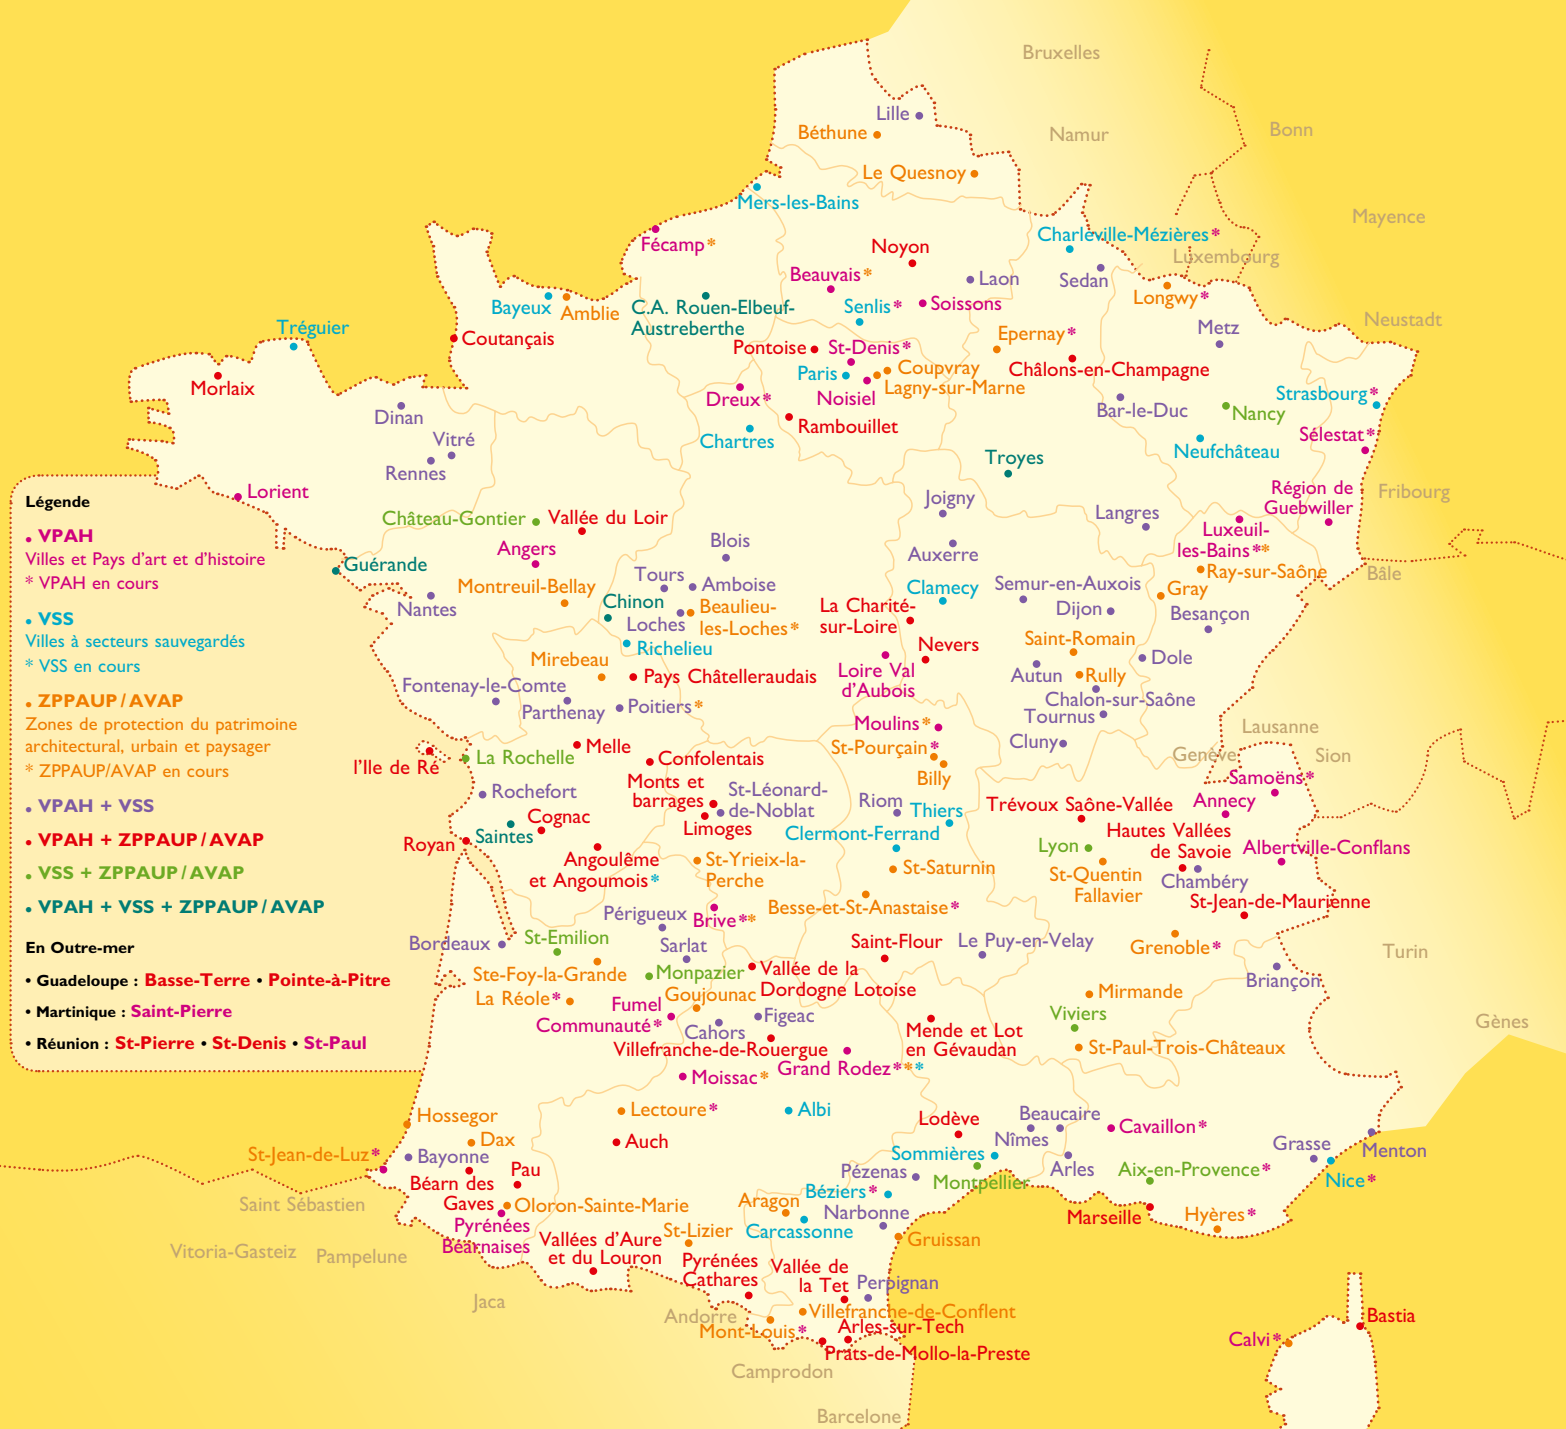 Bruxelles
Lille
Bonn
Béthune
Namur
Le Quesnoy
Mers-les-Bains
Mayence
Charleville-Mézières*
Fécamp*
Noyon
Luxembourg
Beauvais*
Laon
Sedan
Longwy*
Bayeux
Amblie
C.A. Rouen-Elbeuf-
Austreberthe
Senlis*
Soissons
Neustadt
Tréguier
Coutançais
Epernay*
Metz
Pontoise
St-Denis*
Morlaix
Paris
Coupvray
Châlons-en-Champagne
Lagny-sur-Marne
Dreux*
Noisiel
Strasbourg*
Dinan
Bar-le-Duc
Nancy
Rambouillet
Vitré
Chartres
Sélestat*
Neufchâteau
Rennes
Troyes
Lorient
Région de
Guebwiller
Fribourg
Joigny
Langres
Château-Gontier
Vallée du Loir
Luxeuil-
les-Bains**
Angers
Blois
Auxerre
Guérande
Ray-sur-Saône
Bâle
Tours
Amboise
Montreuil-Bellay
Clamecy
Semur-en-Auxois
Gray
Nantes
Chinon
Loches
Beaulieu-
les-Loches*
La Charité-
sur-Loire
Dijon
Besançon
Richelieu
Nevers
Saint-Romain
Mirebeau
Dole
Pays Châtelleraudais
Loire Val
d'Aubois
Autun
Rully
Fontenay-le-Comte
Chalon-sur-Saône
Parthenay
Poitiers*
Tournus
Moulins*
Lausanne
Cluny
St-Pourçain*
Melle
Genève
Sion
La Rochelle
Confolentais
l'Ile de Ré
Billy
Samoëns*
Monts et
barrages
St-Léonard-
de-Noblat
Rochefort
Riom
Thiers
Trévoux Saône-Vallée
Annecy
Cognac
Limoges
Clermont-Ferrand
Hautes Vallées
de Savoie
Saintes
Royan
Lyon
Albertville-Conflans
Angoulême
et Angoumois*
St-Yrieix-la-
Perche
St-Saturnin
St-Quentin
Fallavier
Chambéry
St-Jean-de-Maurienne
Périgueux
Brive**
Besse-et-St-Anastaise*
Bordeaux
St-Emilion
Sarlat
Saint-Flour
Le Puy-en-Velay
Grenoble*
Turin
Ste-Foy-la-Grande
Monpazier
Vallée de la
Dordogne Lotoise
Briançon
La Réole*
Goujounac
Mirmande
Fumel
Communauté*
Figeac
Cahors
Viviers
Gènes
Mende et Lot
en Gévaudan
Villefranche-de-Rouergue
St-Paul-Trois-Châteaux
Moissac*
Grand Rodez***
Hossegor
Lectoure*
Albi
Dax
Auch
Lodève
Beaucaire
Nîmes
Cavaillon*
St-Jean-de-Luz*
Bayonne
Grasse
Menton
Sommières
Arles
Béarn des
Gaves
Pau
Pézenas
Montpellier
Aix-en-Provence*
Nice*
Béziers*
Saint Sébastien
Oloron-Sainte-Marie
Aragon
Narbonne
Marseille
Hyères*
Pyrénées
Béarnaises
St-Lizier
Carcassonne
Gruissan
Vitoria-Gasteiz
Pampelune
Vallées d'Aure
et du Louron
Pyrénées
Cathares
Vallée de
la Tet
Perpignan
Jaca
Andorre
Villefranche-de-Conflent
Mont-Louis*
Arles-sur-Tech
Prats-de-Mollo-la-Preste
Bastia
Calvi*
Camprodon
Barcelone
Légende
• VPAH
Villes et Pays d'art et d'histoire
* VPAH en cours
• VSS
Villes à secteurs sauvegardés
* VSS en cours
• ZPPAUP/AVAP
Zones de protection du patrimoine
architectural, urbain et paysager
* ZPPAUP/AVAP en cours
• VPAH + VSS
• VPAH + ZPPAUP/AVAP
• VSS + ZPPAUP/AVAP
• VPAH + VSS + ZPPAUP/AVAP
En Outre-mer
• Guadeloupe : Basse-Terre • Pointe-à-Pitre
• Martinique : Saint-Pierre
• Réunion : St-Pierre • St-Denis • St-Paul